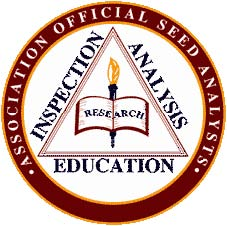 ASSOCIATION OFFICIAL SEED ANALYSTS
INSPECTION
ANALYSIS
RESEARCH
EDUCATION